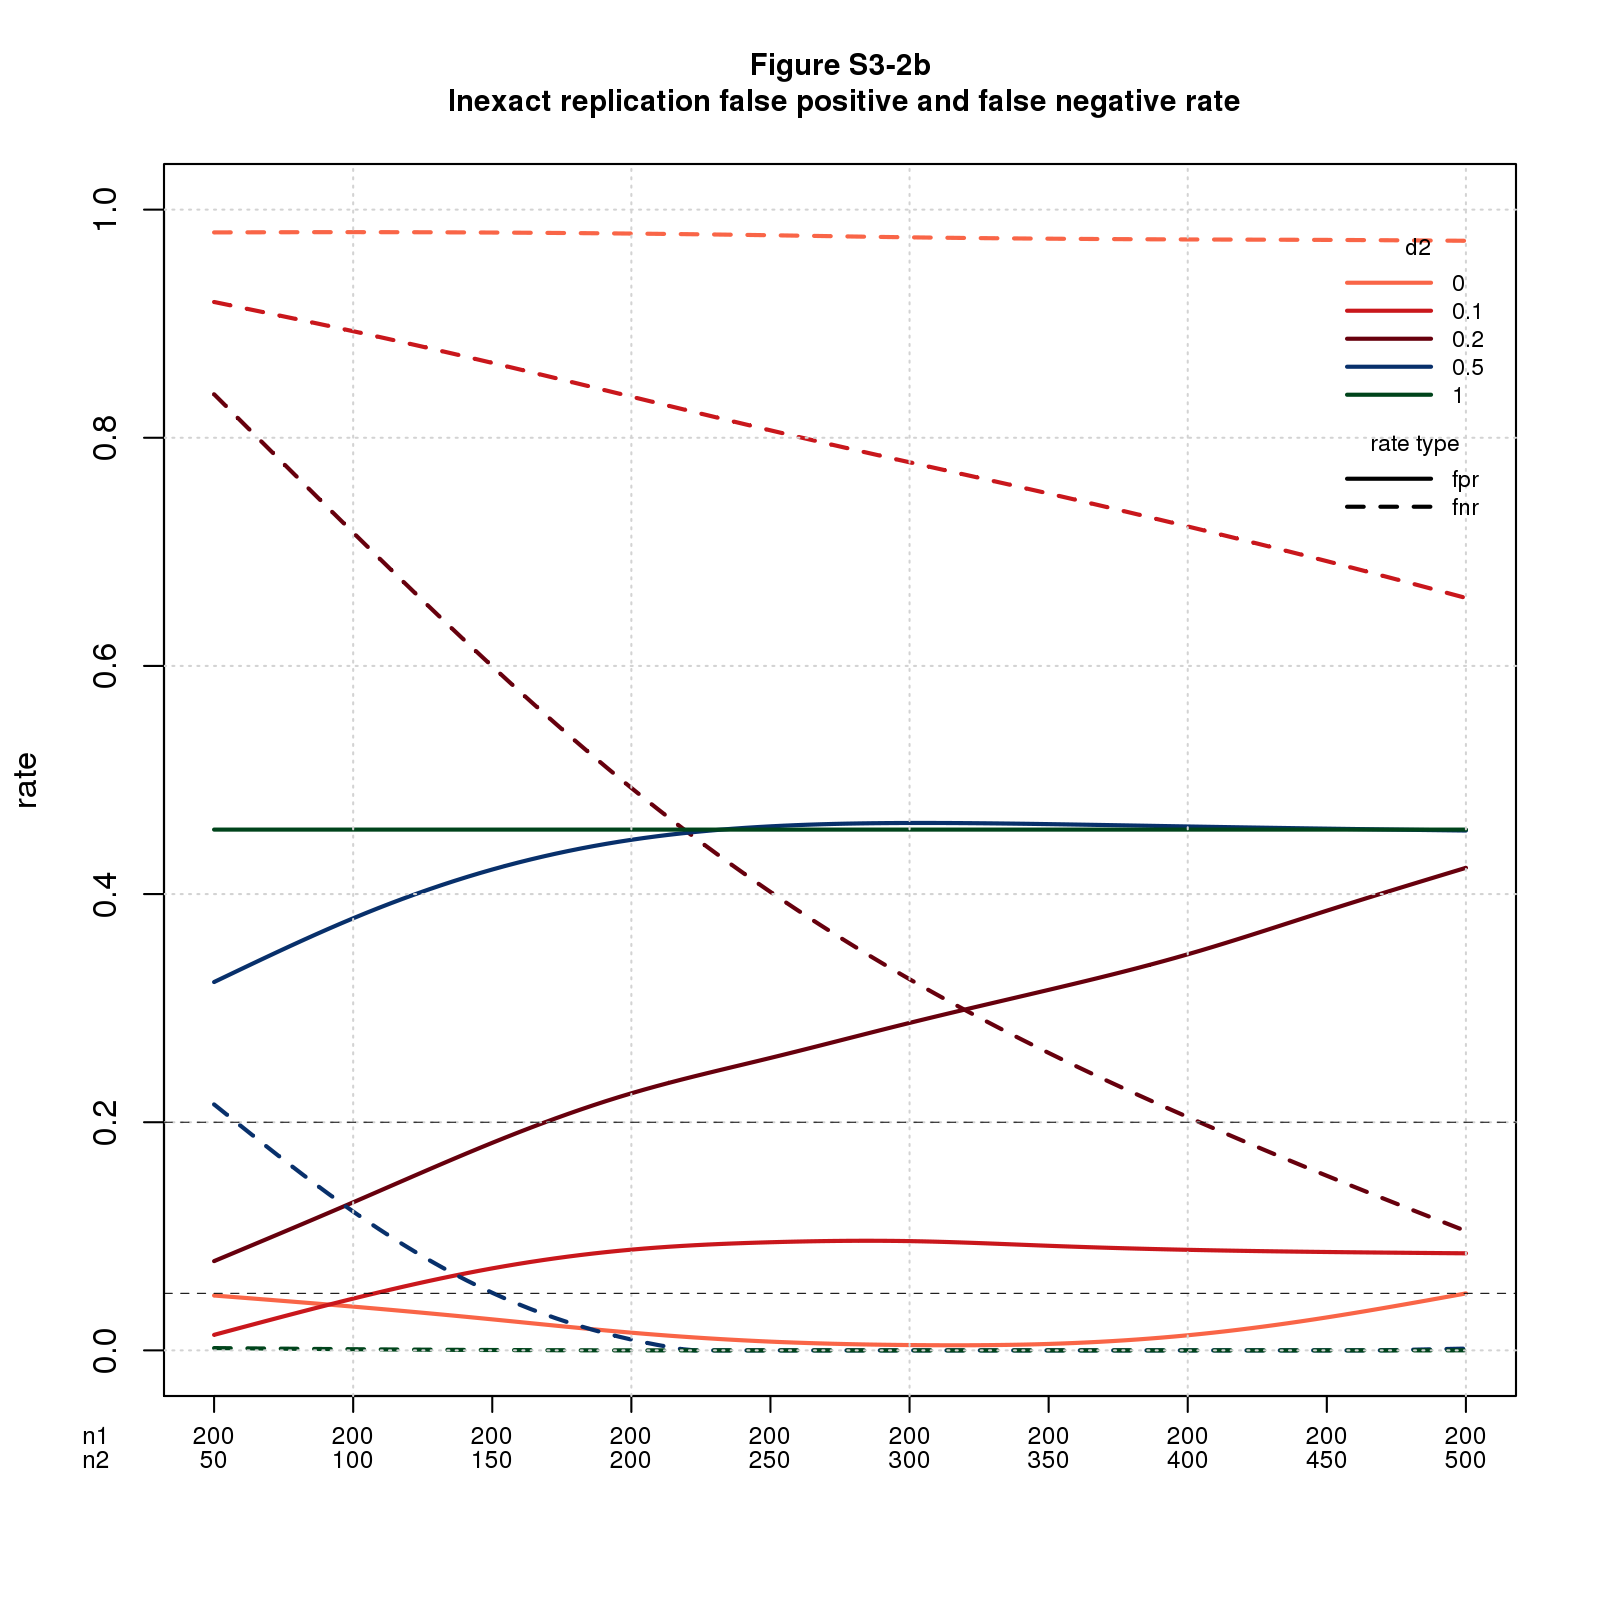 Figure S3-2b
Inexact replication false positive and false negative rate
1.0
0.8
0.6
0.4
0.2
0.0
rate
d2
0
0.1
0.2
0.5
1
rate type
fpr
fnr
n1 200 200 200 200 200 200 200 200 200 200
n2 50 100 150 200 250 300 350 400 450 500